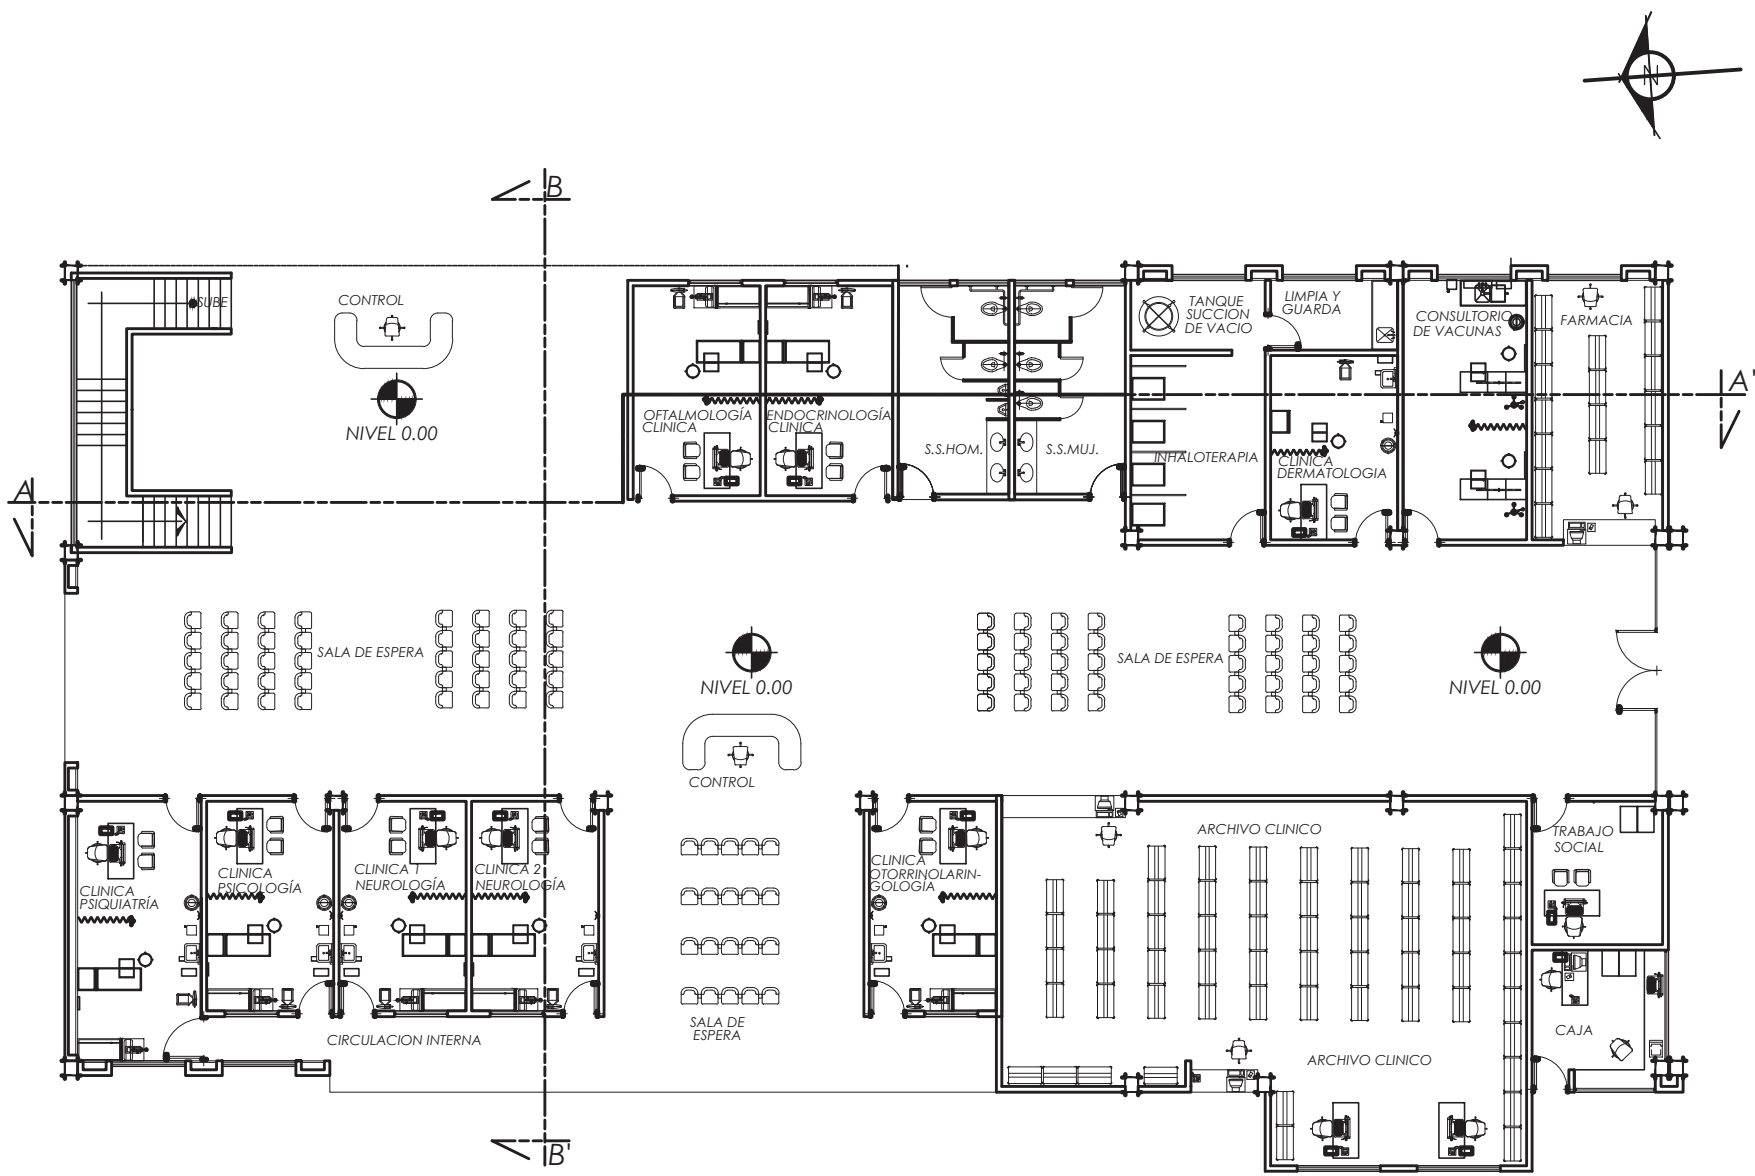 N
B
SUBE
CONTROL
NIVEL 0.00
OFTALMOLOGÍA
CLINICA
ENDOCRINOLOGÍA
CLINICA
S.S.HOM.
S.S.MUJ.
TANQUE
SUCCION
DE VACIO
LIMPIA Y
GUARDA
INHALOTERAPIA
CLINICA
DERMATOLOGIA
CONSULTORIO
DE VACUNAS
FARMACIA
A'
A
SALA DE ESPERA
NIVEL 0.00
SALA DE ESPERA
NIVEL 0.00
CONTROL
CLINICA
PSIQUIATRÍA
CLINICA
PSICOLOGÍA
CLINICA 1
NEUROLOGÍA
CLINICA 2
NEUROLOGÍA
CLINICA
OTORRINOLARIN-
GOLOGÍA
ARCHIVO CLINICO
TRABAJO
SOCIAL
SALA DE
ESPERA
CIRCULACION INTERNA
ARCHIVO CLINICO
CAJA
B'